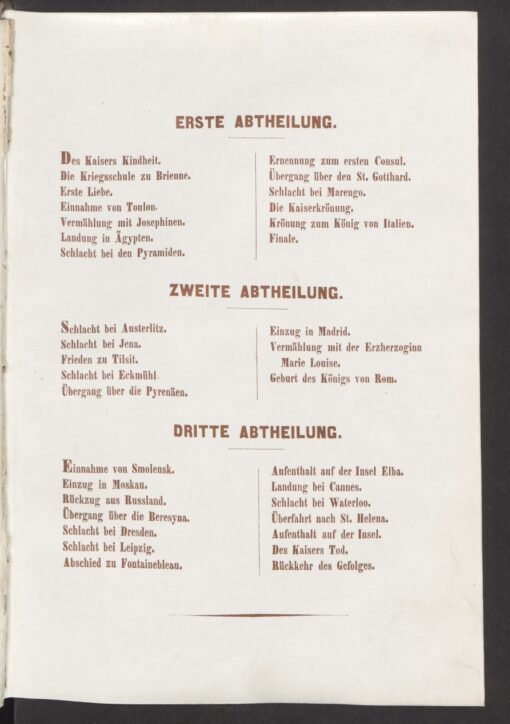 ERSTE ABTHEILUNG.
Des Kaisers Kindheit.
Die Kriegsschule zu Brienne.
Erste Liebe.
Einnahme von Toulon.
Vermählung mit Josephinen.
Landung in Ägypten.
Schlacht bei den Pyramiden.
Ernennung zum ersten Consul.
Übergang über den St. Gotthard.
Schlacht bei Marengo.
Die Kaiserkrönung.
Krönung zum König von Italien.
Finale.
ZWEITE ABTHEILUNG.
Schlacht bei Austerlitz.
Schlacht bei Jena.
Frieden zu Tilsit.
Schlacht bei Eckmühl.
Übergang über die Pyrenäen.
Einzug in Madrid.
Vermählung mit der Erzherzoginn
Marie Louise.
Geburt des Königs von Rom.
DRITTE ABTHEILUNG.
Einnahme von Smolensk.
Einzug in Moskau.
Rückzug aus Russland.
Übergang über die Beresyna.
Schlacht bei Dresden.
Schlacht bei Leipzig.
Abschied zu Fontainebleau.
Aufenthalt auf der Insel Elba.
Landung bei Cannes.
Schlacht bei Waterloo.
Überfahrt nach St. Helena.
Aufenthalt auf der Insel.
Des Kaisers Tod.
Rückkehr des Gefolges.